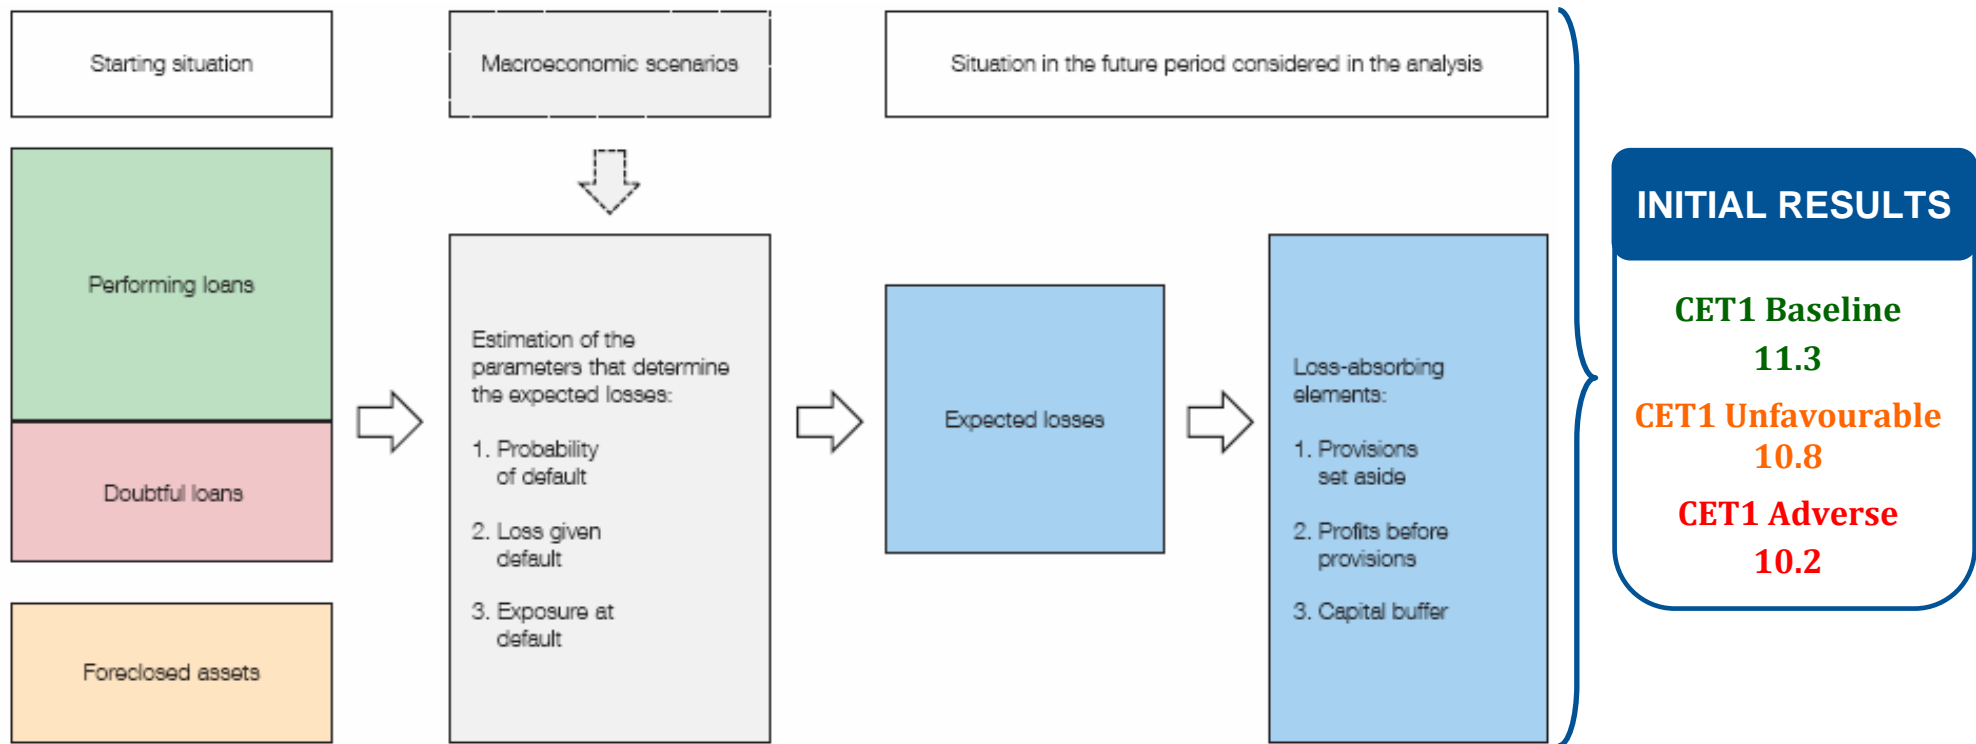 Starting situation
Macroeconomic scenarios
Situation in the future period considered in the analysis
Performing loans
Doubtful loans
Foreclosed assets
Estimation of the
parameters that determine
the expected losses:
1. Probability
of default
2. Loss given
default
3. Exposure at
default
Expected losses
Loss-absorbing
elements:
1. Provisions
set aside
2. Profits before
provisions
3. Capital buffer
INITIAL RESULTS
CET1 Baseline
11.3
CET1 Unfavourable
10.8
CET1 Adverse
10.2